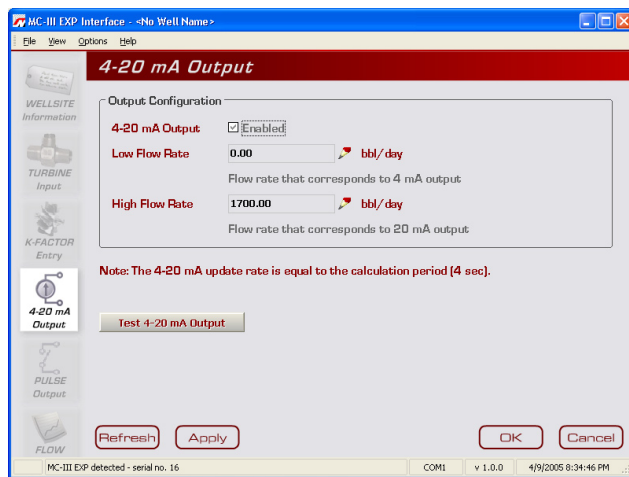 MC-III EXP Interface - <No Well Name>
File View Options Help
4-20 mA Output
WELLSITE
Information
TURBINE
Input
K-FACTOR
Entry
4-20 mA
Output
PULSE
Output
FLOW
Output Configuration
4-20 mA Output Enabled
Low Flow Rate 0.00 bbl/day
Flow rate that corresponds to 4 mA output
High Flow Rate 1700.00 bbl/day
Flow rate that corresponds to 20 mA output
Note: The 4-20 mA update rate is equal to the calculation period (4 sec).
Test 4-20 mA Output
Refresh Apply OK Cancel
MC-III EXP detected - serial no. 16 COM1 v 1.0.0 4/9/2005 8:34:46 PM